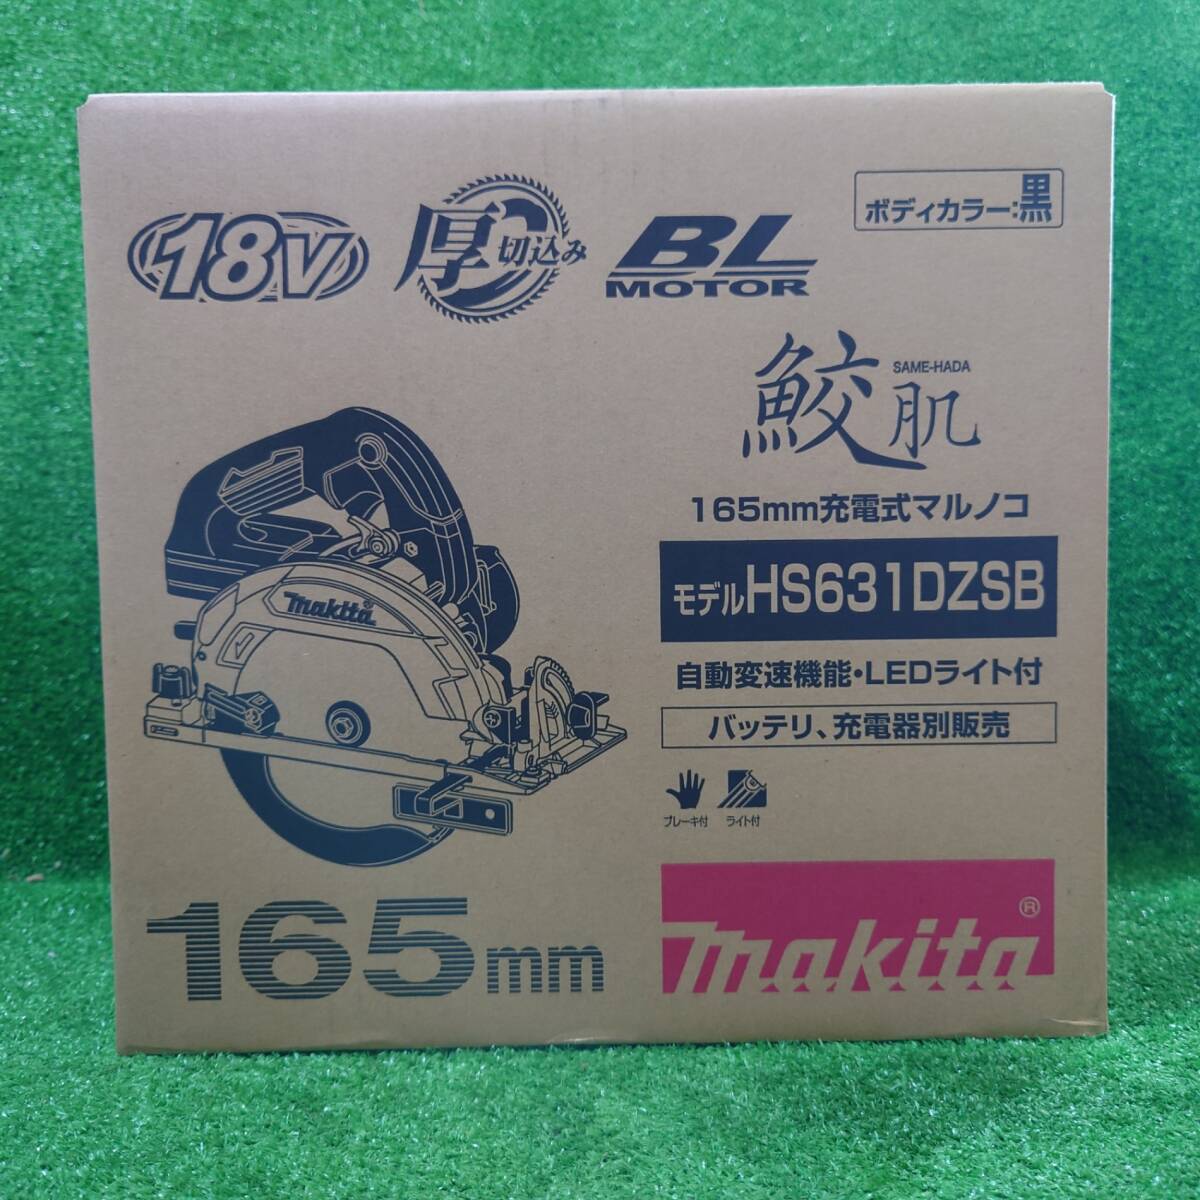 18V
厚切込み
BL MOTOR
ボディカラー:黒
鮫肌
SAME-HADA
165mm充電式マルノコ
モデルHS631DZSB
自動変速機能・LEDライト付
バッテリ、充電器別販売
ブレーキ付
ライト付
makita®
165mm
makita®